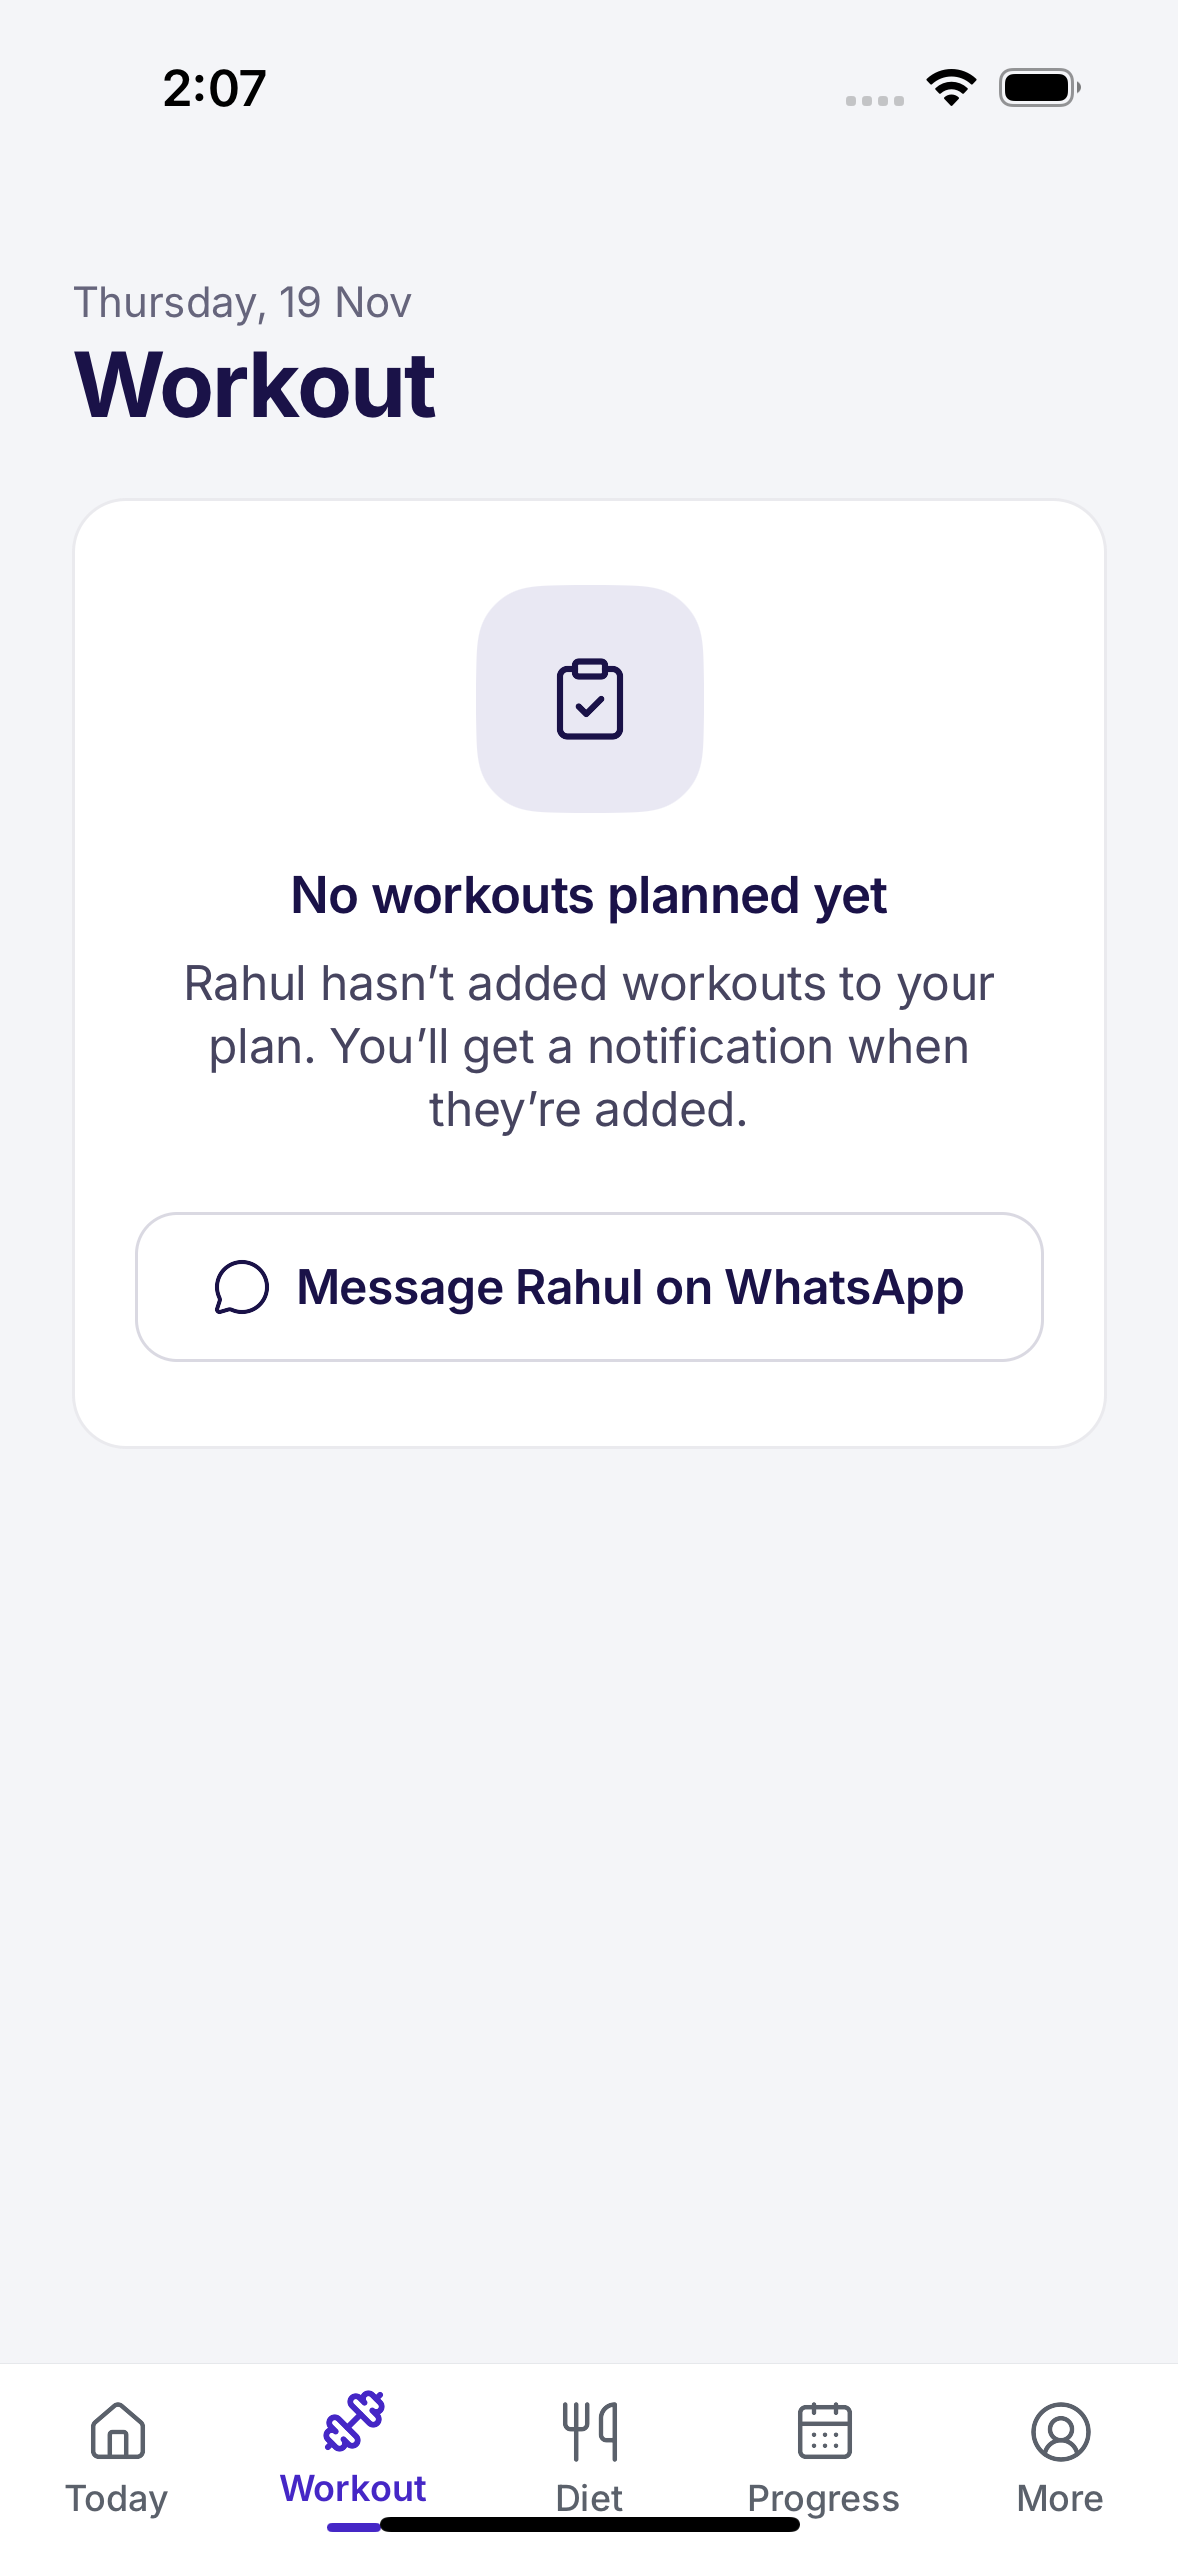 2:07
Thursday, 19 Nov
Workout
No workouts planned yet
Rahul hasn’t added workouts to your
plan. You’ll get a notification when
they’re added.
Message Rahul on WhatsApp
Today
Workout
Diet
Progress
More